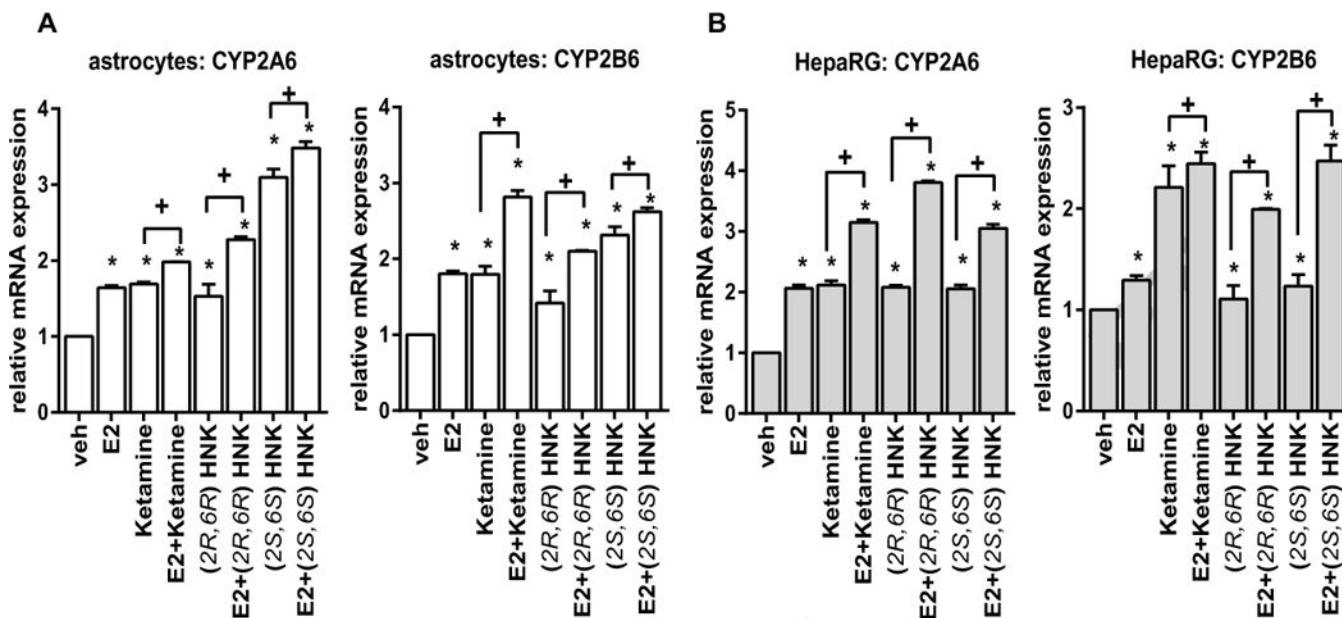 A
astrocytes: CYP2A6
relative mRNA expression
4
3
2
1
0
+
+
+
*
*
*
*
*
*
*
veh
E2
Ketamine
E2+Ketamine
(2R,6R) HNK
E2+(2R,6R) HNK
(2S,6S) HNK
E2+(2S,6S) HNK
astrocytes: CYP2B6
relative mRNA expression
4
3
2
1
0
+
+
+
*
*
*
*
*
*
*
veh
E2
Ketamine
E2+Ketamine
(2R,6R) HNK
E2+(2R,6R) HNK
(2S,6S) HNK
E2+(2S,6S) HNK
B
HepaRG: CYP2A6
relative mRNA expression
5
4
3
2
1
0
+
+
+
*
*
*
*
*
*
*
veh
E2
Ketamine
E2+Ketamine
(2R,6R) HNK
E2+(2R,6R) HNK
(2S,6S) HNK
E2+(2S,6S) HNK
HepaRG: CYP2B6
relative mRNA expression
3
2
1
0
+
+
+
*
*
*
*
*
*
*
veh
E2
Ketamine
E2+Ketamine
(2R,6R) HNK
E2+(2R,6R) HNK
(2S,6S) HNK
E2+(2S,6S) HNK